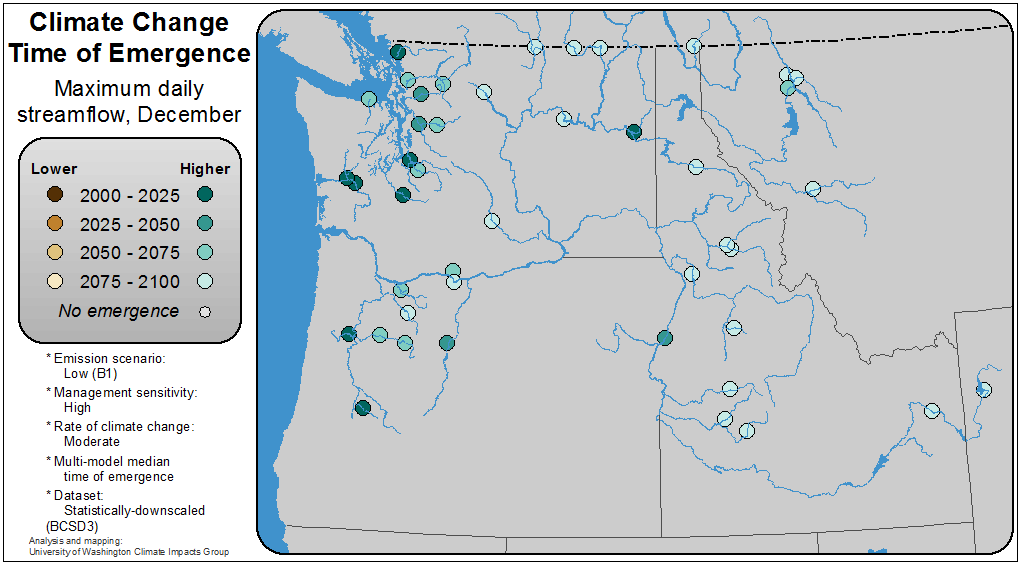 Climate Change
Time of Emergence
Maximum daily
streamflow, December
Lower Higher
2000 - 2025
2025 - 2050
2050 - 2075
2075 - 2100
No emergence
* Emission scenario:
Low (B1)
* Management sensitivity:
High
* Rate of climate change:
Moderate
* Multi-model median
time of emergence
* Dataset:
Statistically-downscaled
(BCSD3)
Analysis and mapping:
University of Washington Climate Impacts Group